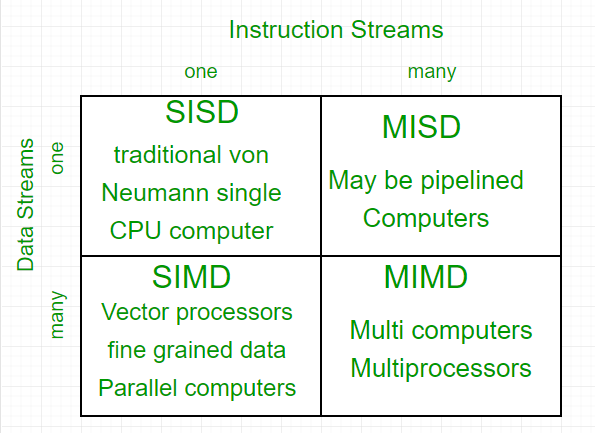 Instruction Streams
one
many
Data Streams
one
SISD
traditional von
Neumann single
CPU computer
MISD
May be pipelined
Computers
many
SIMD
Vector processors
fine grained data
Parallel computers
MIMD
Multi computers
Multiprocessors